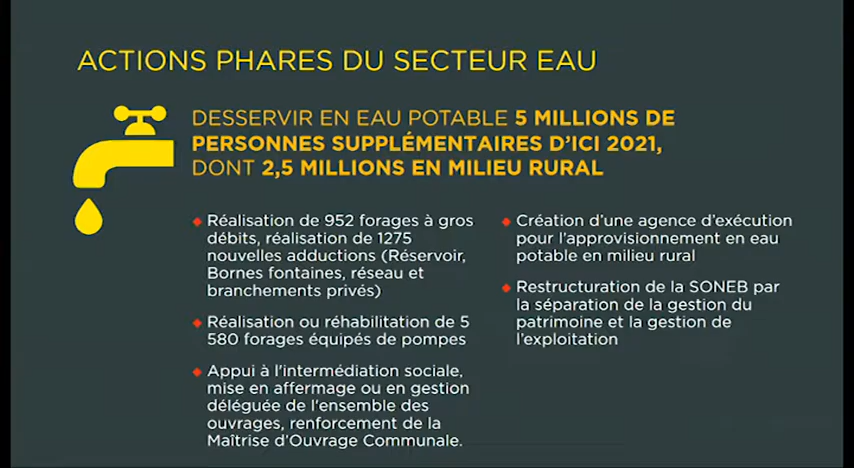 ACTIONS PHARES DU SECTEUR EAU
DESSERVIR EN EAU POTABLE 5 MILLIONS DE
PERSONNES SUPPLÉMENTAIRES D'ICI 2021,
DONT 2,5 MILLIONS EN MILIEU RURAL
Réalisation de 952 forages à gros
débits, réalisation de 1275
nouvelles adductions (Réservoir,
Bornes fontaines, réseau et
branchements privés)
Réalisation ou réhabilitation de 5
580 forages équipés de pompes
Appui à l'intermédiation sociale,
mise en affermage ou en gestion
déléguée de l'ensemble des
ouvrages, renforcement de la
Maîtrise d'Ouvrage Communale.
Création d'une agence d'exécution
pour l'approvisionnement en eau
potable en milieu rural
Restructuration de la SONEB par
la séparation de la gestion du
patrimoine et la gestion de
l'exploitation